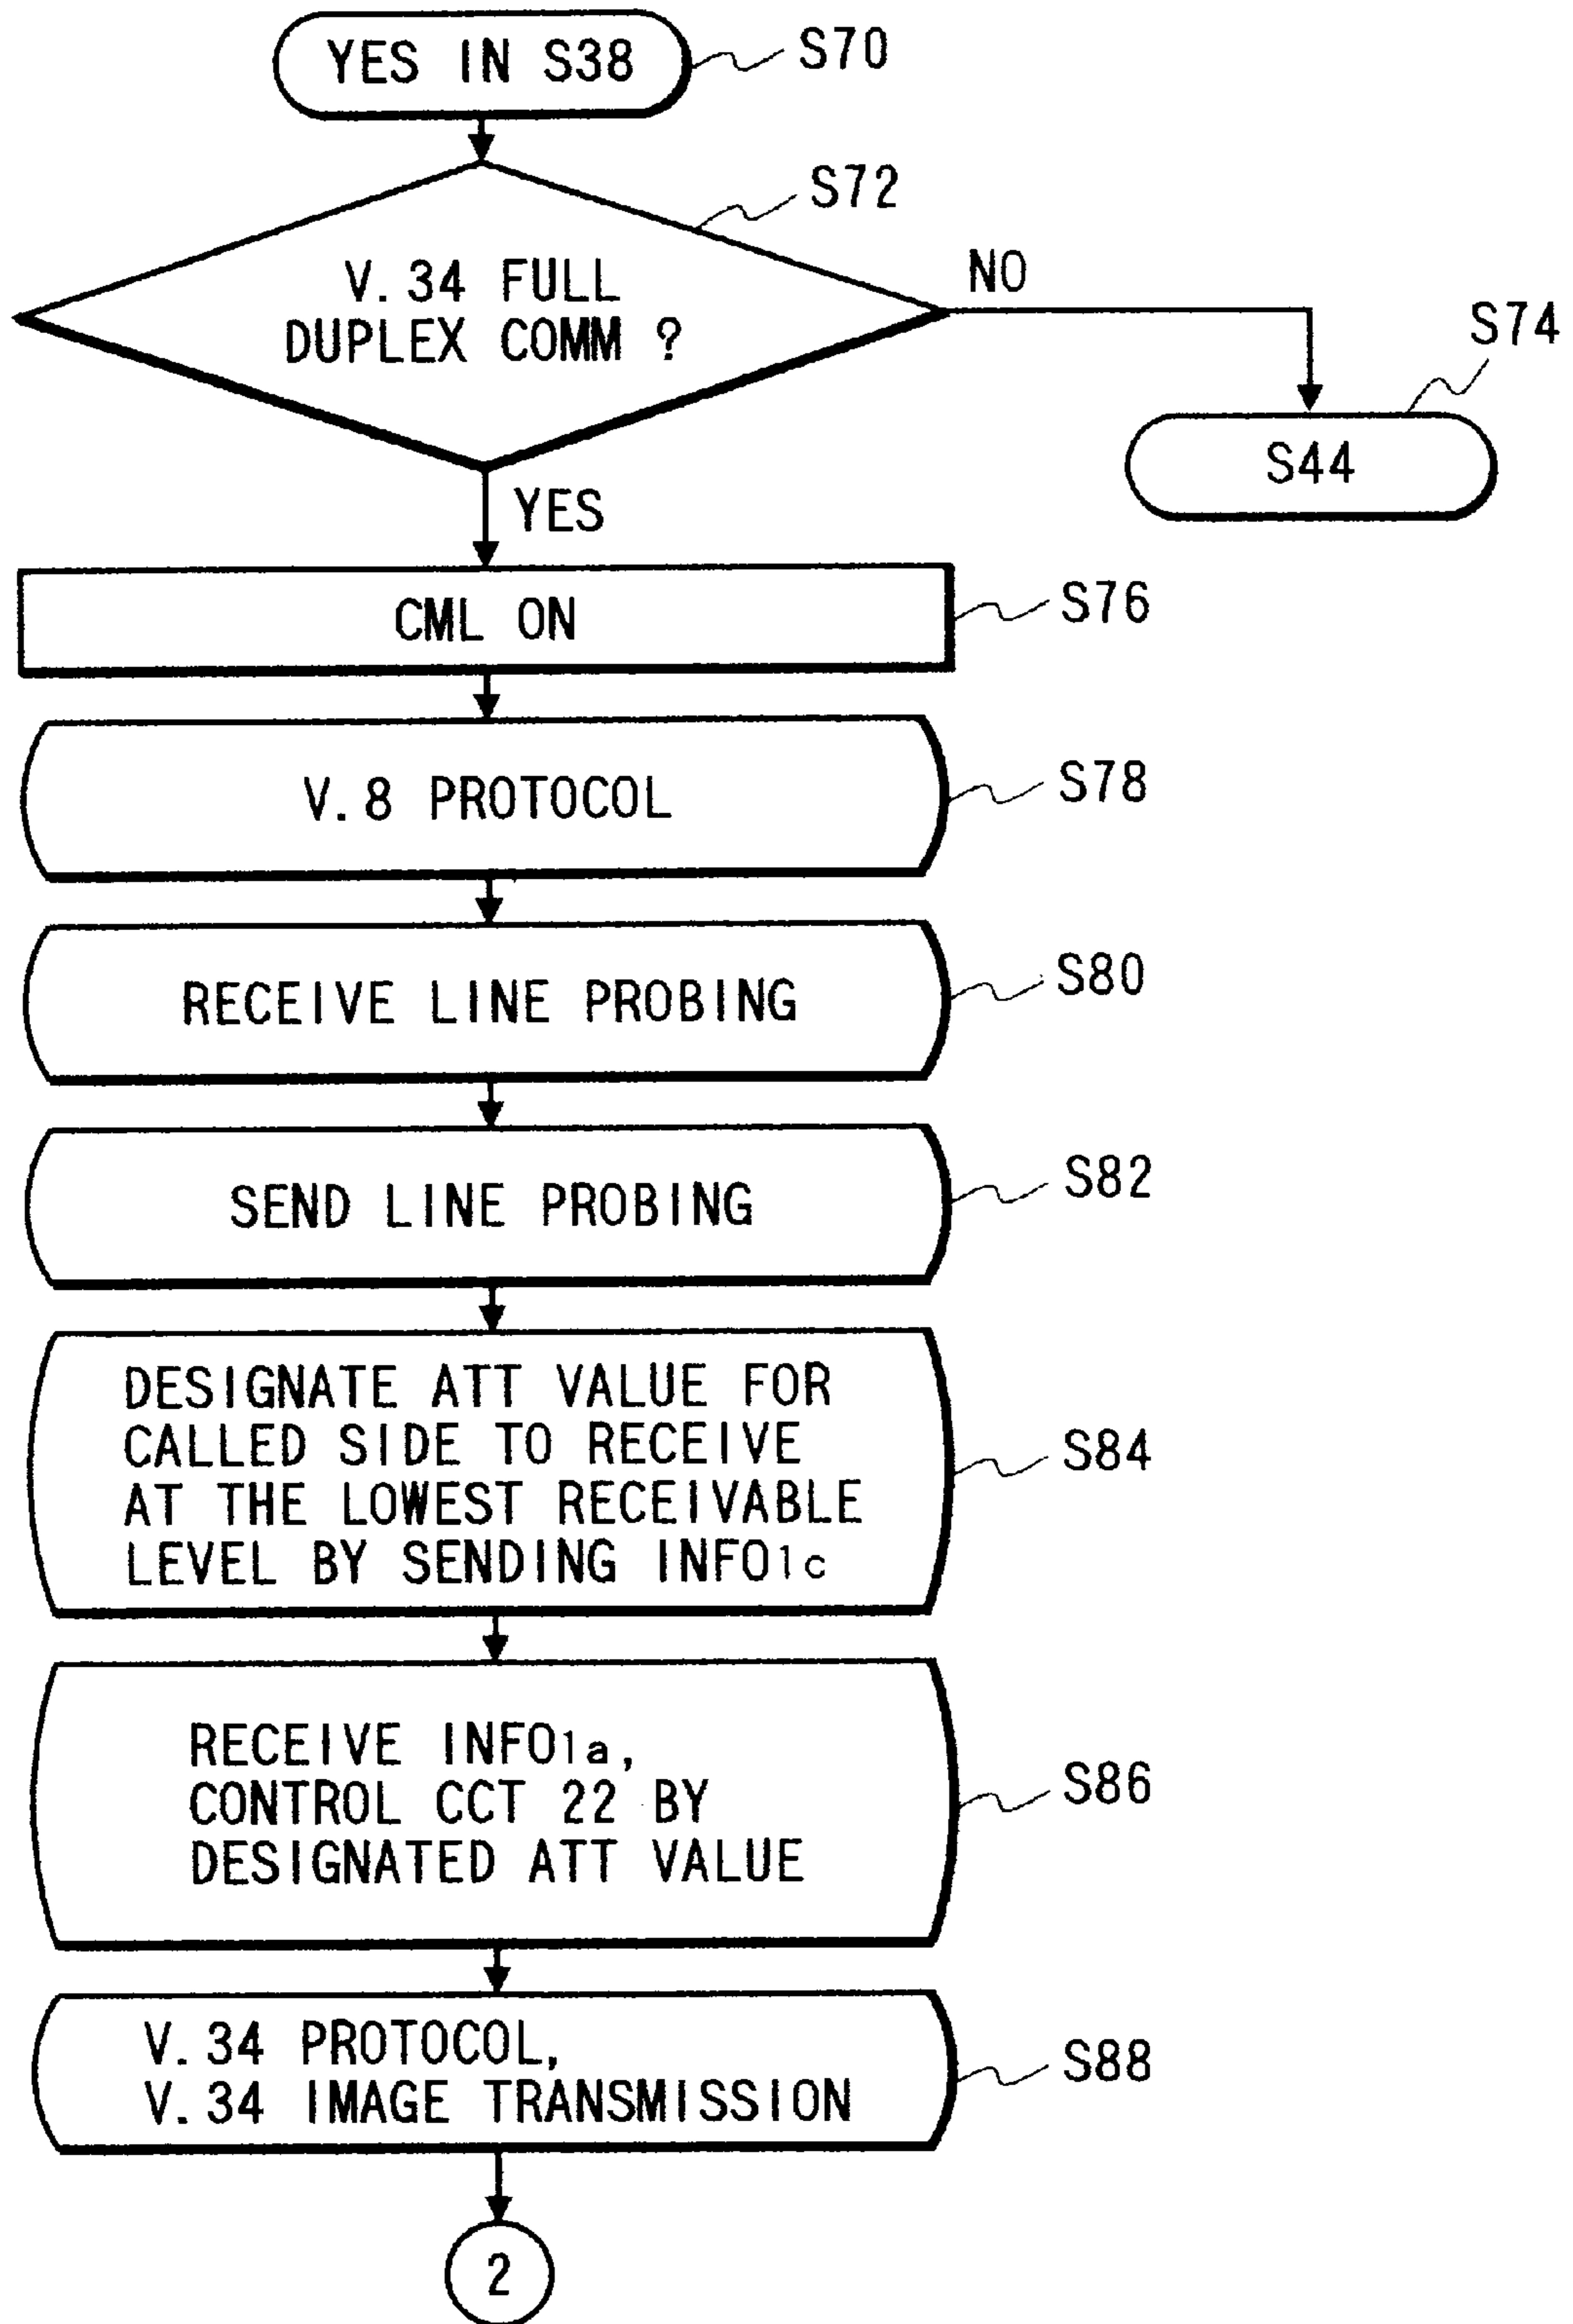 YES IN S38
S70
S72
V.34 FULL
DUPLEX COMM ?
NO
S74
S44
YES
CML ON
S76
V.8 PROTOCOL
S78
RECEIVE LINE PROBING
S80
SEND LINE PROBING
S82
DESIGNATE ATT VALUE FOR
CALLED SIDE TO RECEIVE
AT THE LOWEST RECEIVABLE
LEVEL BY SENDING INFO1c
S84
RECEIVE INFO1a,
CONTROL CCT 22 BY
DESIGNATED ATT VALUE
S86
V.34 PROTOCOL,
V.34 IMAGE TRANSMISSION
S88
2